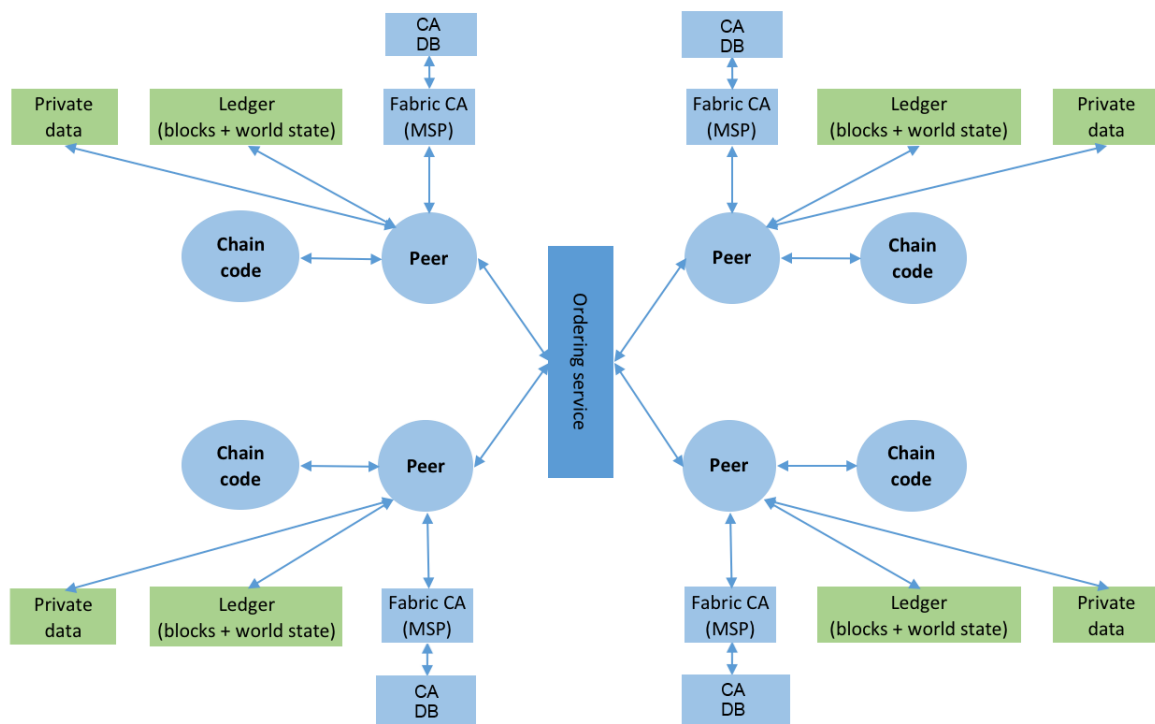 CA
DB
CA
DB
Private
data
Ledger
(blocks + world state)
Fabric CA
(MSP)
Fabric CA
(MSP)
Ledger
(blocks + world state)
Private
data
Chain
code
Peer
Peer
Chain
code
Ordering service
Chain
code
Peer
Peer
Chain
code
Private
data
Ledger
(blocks + world state)
Fabric CA
(MSP)
Fabric CA
(MSP)
Ledger
(blocks + world state)
Private
data
CA
DB
CA
DB